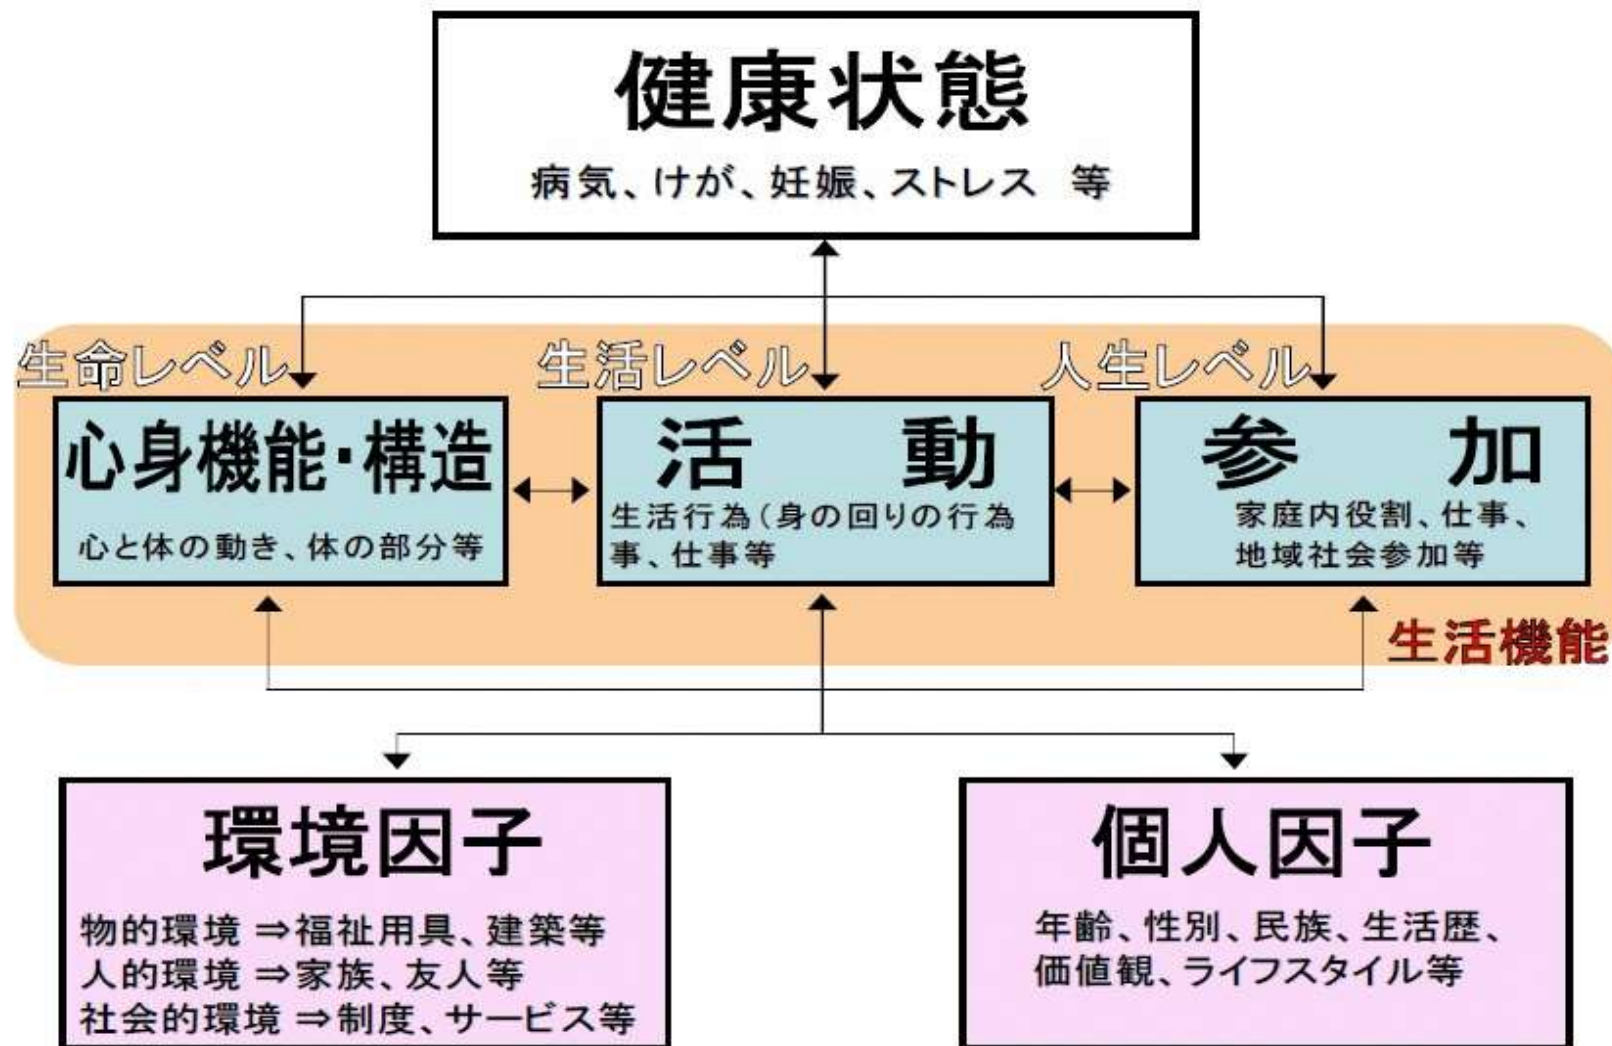 健康状態
病気、けが、妊娠、ストレス 等
生命レベル
生活レベル
人生レベル
心身機能・構造
心と体の動き、体の部分等
活 動
生活行為(身の回りの行為
事、仕事等
参 加
家庭内役割、仕事、
地域社会参加等
生活機能
環境因子
物的環境 ⇒福祉用具、建築等
人的環境 ⇒家族、友人等
社会的環境 ⇒制度、サービス等
個人因子
年齢、性別、民族、生活歴、
価値観、ライフスタイル等